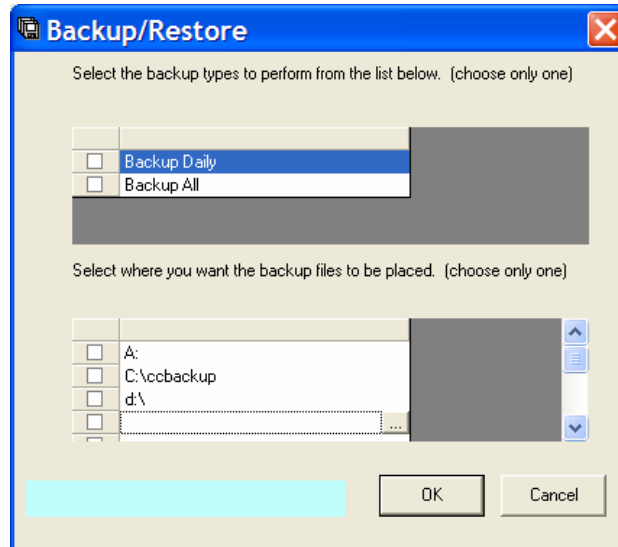 Backup/Restore
Select the backup types to perform from the list below. (choose only one)
Backup Daily
Backup All
Select where you want the backup files to be placed. (choose only one)
A:
C:\ccbackup
d:\
...
OK
Cancel